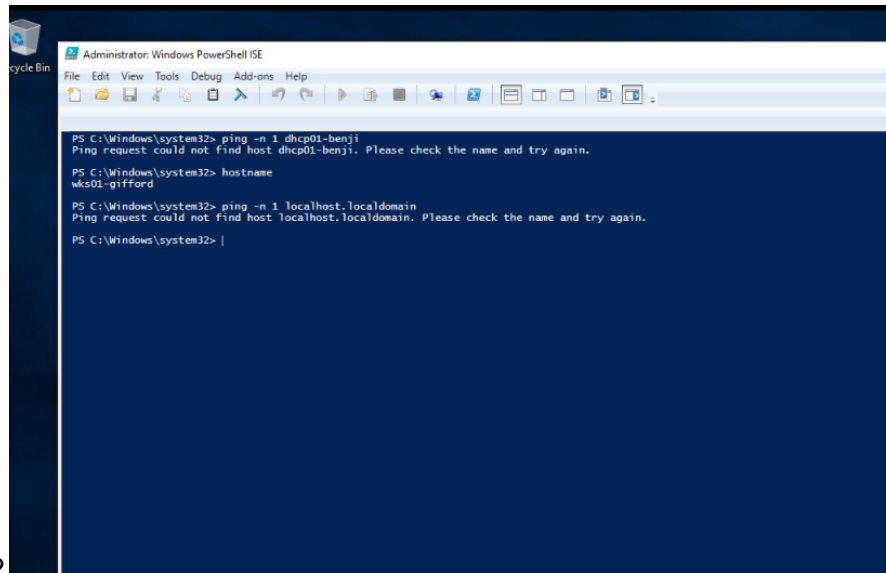 cycle Bin
Administrator: Windows PowerShell ISE
File Edit View Tools Debug Add-ons Help
PS C:\Windows\system32> ping -n 1 dhcp01-benji
Ping request could not find host dhcp01-benji. Please check the name and try again.
PS C:\Windows\system32> hostname
wks01-gifford
PS C:\Windows\system32> ping -n 1 localhost.localdomain
Ping request could not find host localhost.localdomain. Please check the name and try again.
PS C:\Windows\system32>